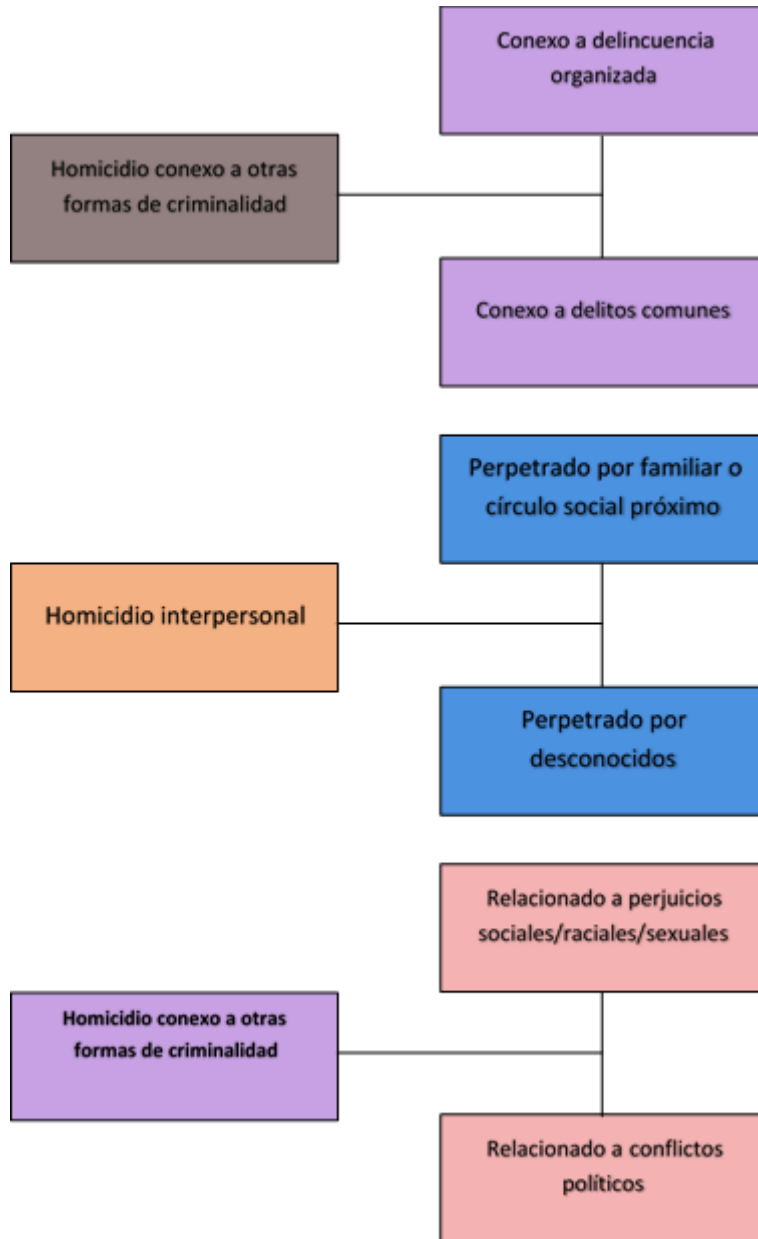 Conexo a delincuencia
organizada
Homicidio conexo a otras
formas de criminalidad
Conexo a delitos comunes
Perpetrado por familiar o
círculo social próximo
Homicidio interpersonal
Perpetrado por
desconocidos
Relacionado a perjuicios
sociales/raciales/sexuales
Homicidio conexo a otras
formas de criminalidad
Relacionado a conflictos
políticos